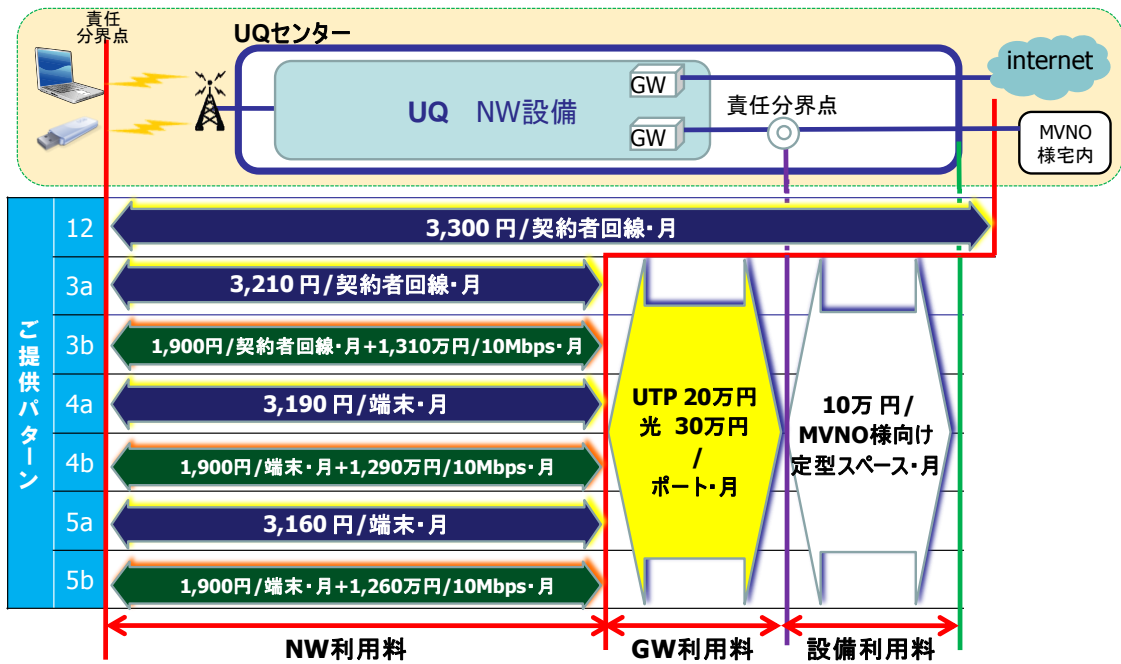 責任
分界点
UQセンター
internet
GW
UQ NW設備
責任分界点
GW
MVNO
様宅内
ご提供パターン
12
3,300 円/契約者回線・月
3a
3,210 円/契約者回線・月
3b
1,900円/契約者回線・月+1,310万円/10Mbps・月
4a
3,190 円/端末・月
4b
1,900円/端末・月+1,290万円/10Mbps・月
5a
3,160 円/端末・月
5b
1,900円/端末・月+1,260万円/10Mbps・月
UTP 20万円
光 30万円
/
ポート・月
10万 円/
MVNO様向け
定型スペース・月
NW利用料
GW利用料
設備利用料